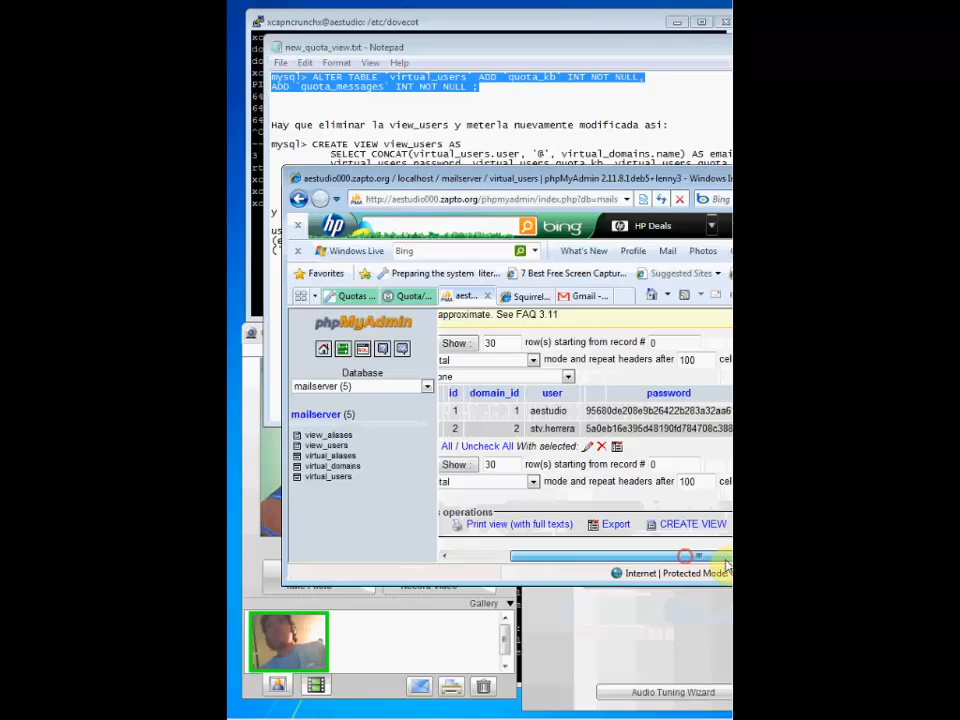 xcapncrunchx@aestudio: /etc/dovecot
new_quota_view.txt - Notepad
File Edit Format View Help
mysql> ALTER TABLE `virtual_users` ADD `quota_kb` INT NOT NULL,
ADD `quota_messages` INT NOT NULL ;
Hay que eliminar la view_users y meterla nuevamente modificada asi:
mysql> CREATE VIEW view_users AS
SELECT CONCAT(virtual_users.user, '@', virtual_domains.name) AS emai
aestudio000.zapto.org / localhost / mailserver / virtual_users | phpMyAdmin 2.11.8.1deb5+lenny3 - Windows Int
http://aestudio000.zapto.org/phpmyadmin/index.php?db=mails
Bing
hp bing HP Deals
Windows Live Bing What's New Profile Mail Photos
Favorites Preparing the system liter... 7 Best Free Screen Captur... Suggested Sites
Quotas ... Quota/... aest... Squirrel... Gmail -...
phpMyAdmin
Database
mailserver (5)
mailserver (5)
view_aliases
view_users
virtual_aliases
virtual_domains
virtual_users
approximate. See FAQ 3.11
Show : 30 row(s) starting from record # 0
tal mode and repeat headers after 100 cel
one
id domain_id user password
1 1 aestudio 95680de208e9b26422b283a32aa6
2 2 stv.herrera 5a0eb16e395d48190fd784708c388
All / Uncheck All With selected:
Show : 30 row(s) starting from record # 0
tal mode and repeat headers after 100 cel
s operations
Print view (with full texts) Export CREATE VIEW
Internet | Protected Mode:
Gallery
Audio Tuning Wizard